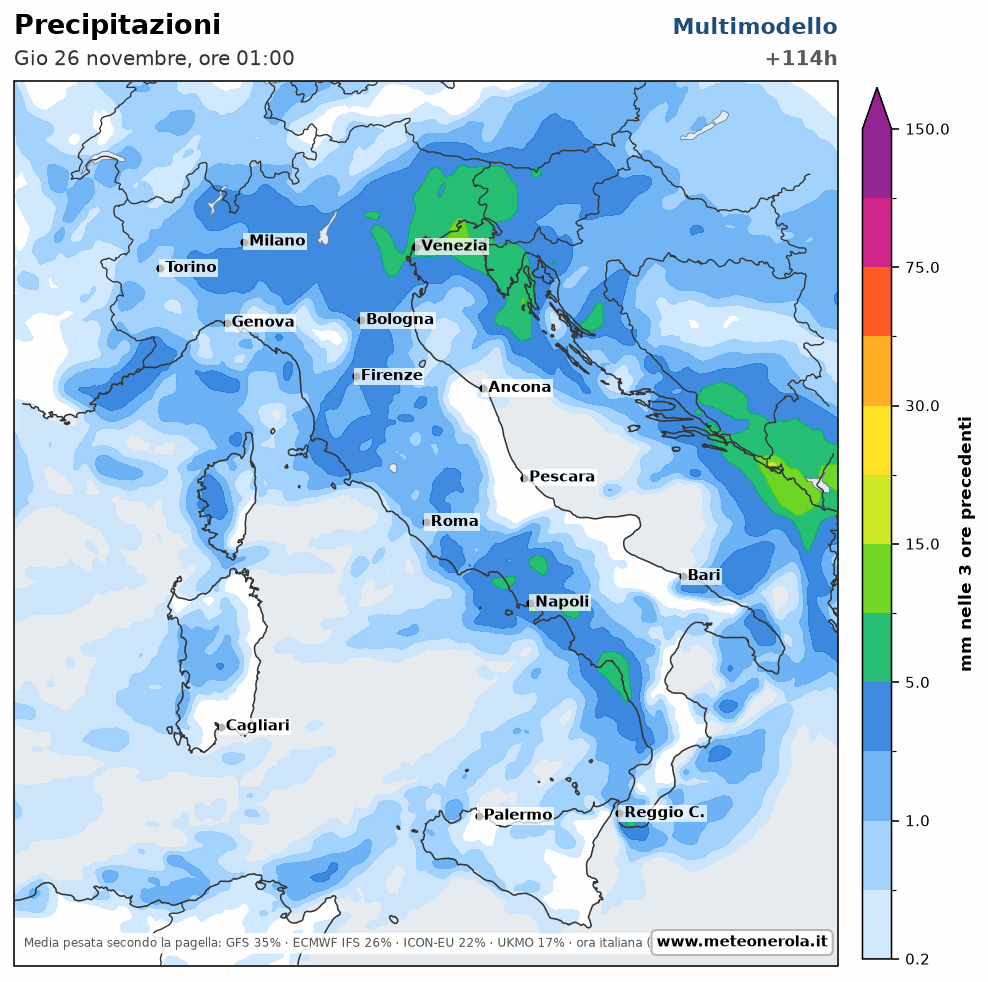 Precipitazioni
Multimodello
Gio 26 novembre, ore 01:00
+114h
150.0
75.0
30.0
15.0
5.0
1.0
0.2
mm nelle 3 ore precedenti
Milano
Venezia
Torino
Genova
Bologna
Firenze
Ancona
Pescara
Roma
Bari
Napoli
Cagliari
Palermo
Reggio C.
Media pesata secondo la pagella: GFS 35% · ECMWF IFS 26% · ICON-EU 22% · UKMO 17% · ora italiana (
www.meteonerola.it